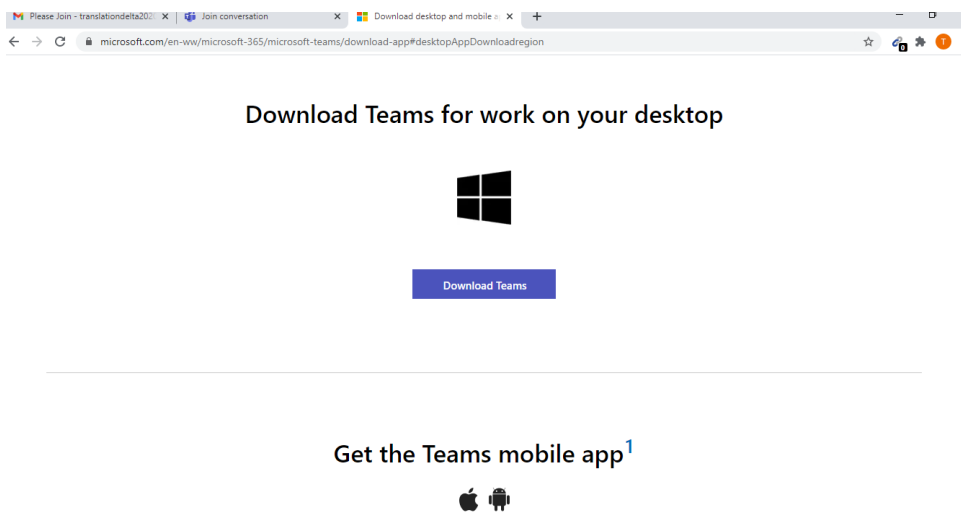 Please Join - translationdelta202
Join conversation
Download desktop and mobile a
microsoft.com/en-ww/microsoft-365/microsoft-teams/download-app#desktopAppDownloadregion
0
T
Download Teams for work on your desktop
Download Teams
Get the Teams mobile app1